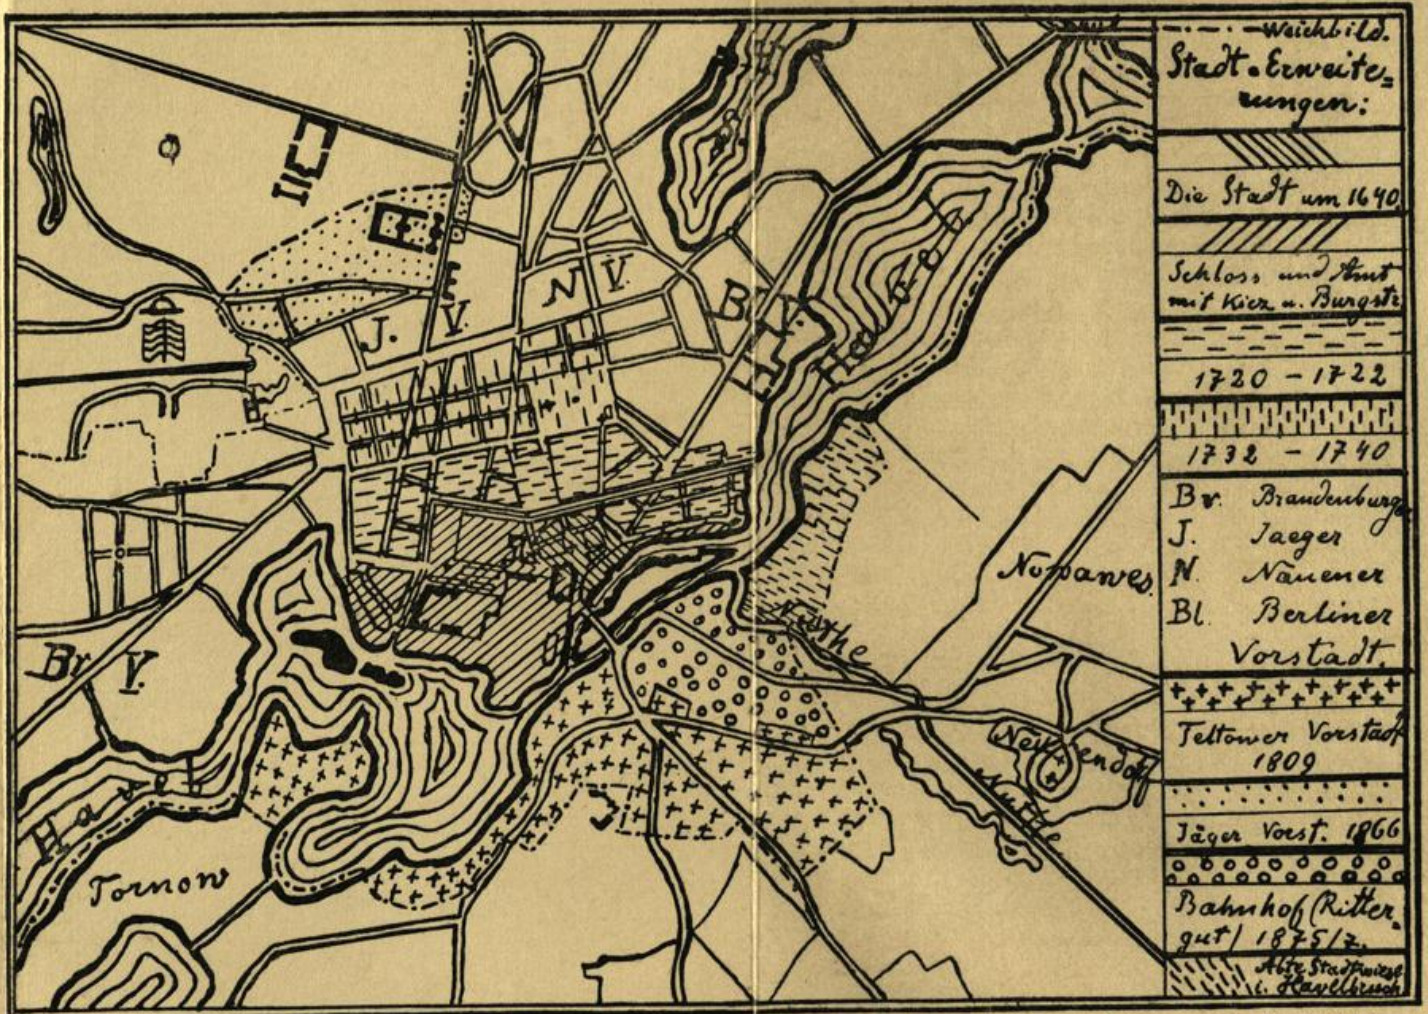 Weichbild.
Stadt-Erweite=
rungen:
Die Stadt um 1640
Schloss und Amt
mit Kiez u. Burgstr.
1720 - 1722
1732 - 1740
Br. Brandenburger
J. Jaeger
N. Nauener
Bl. Berliner
Vorstadt.
Teltower Vorstadt
1809
Jäger Vorst. 1866
Bahnhof (Ritter-
gut) 1875/7.
Alte Stadtwiese
i. Havelbruch
N V.
J. V.
Bl. V.
Havel
Nowawes.
Nuthe
Br. V.
Neuendorf
Nuthe
Havel
Tornow